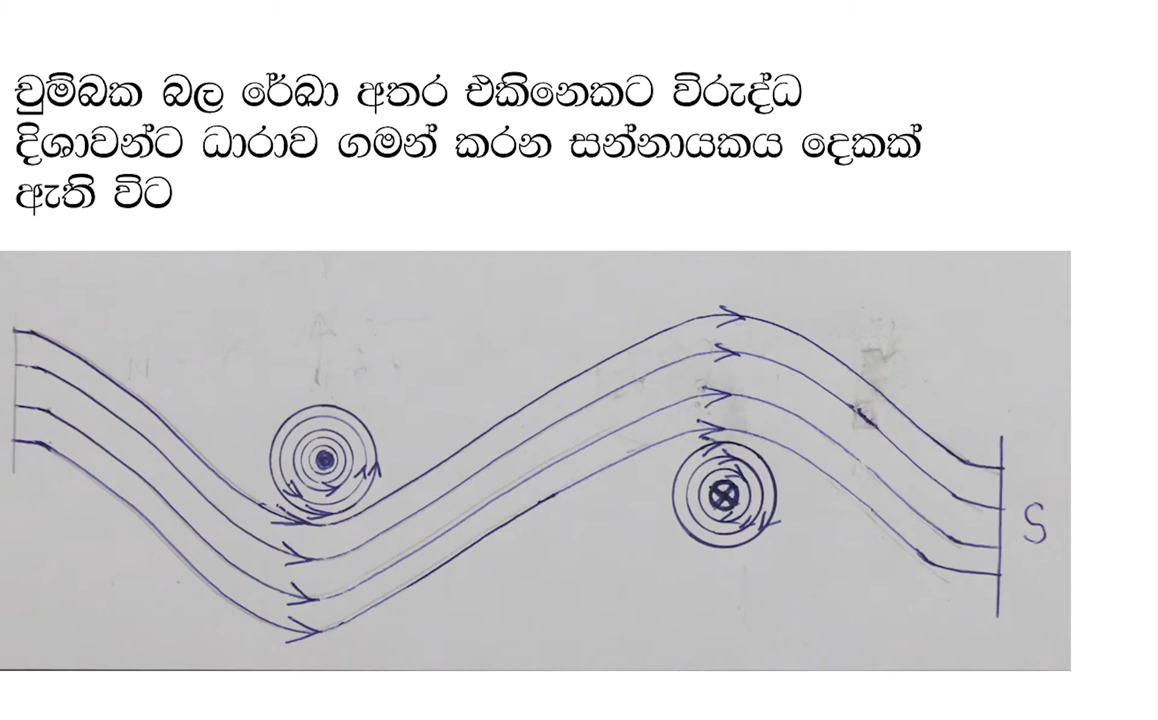 චුම්බක බල රේඛා අතර එකිනෙකට විරුද්ධ
දිශාවන්ට ධාරාව ගමන් කරන සන්නායකය දෙකක්
ඇති විට
S